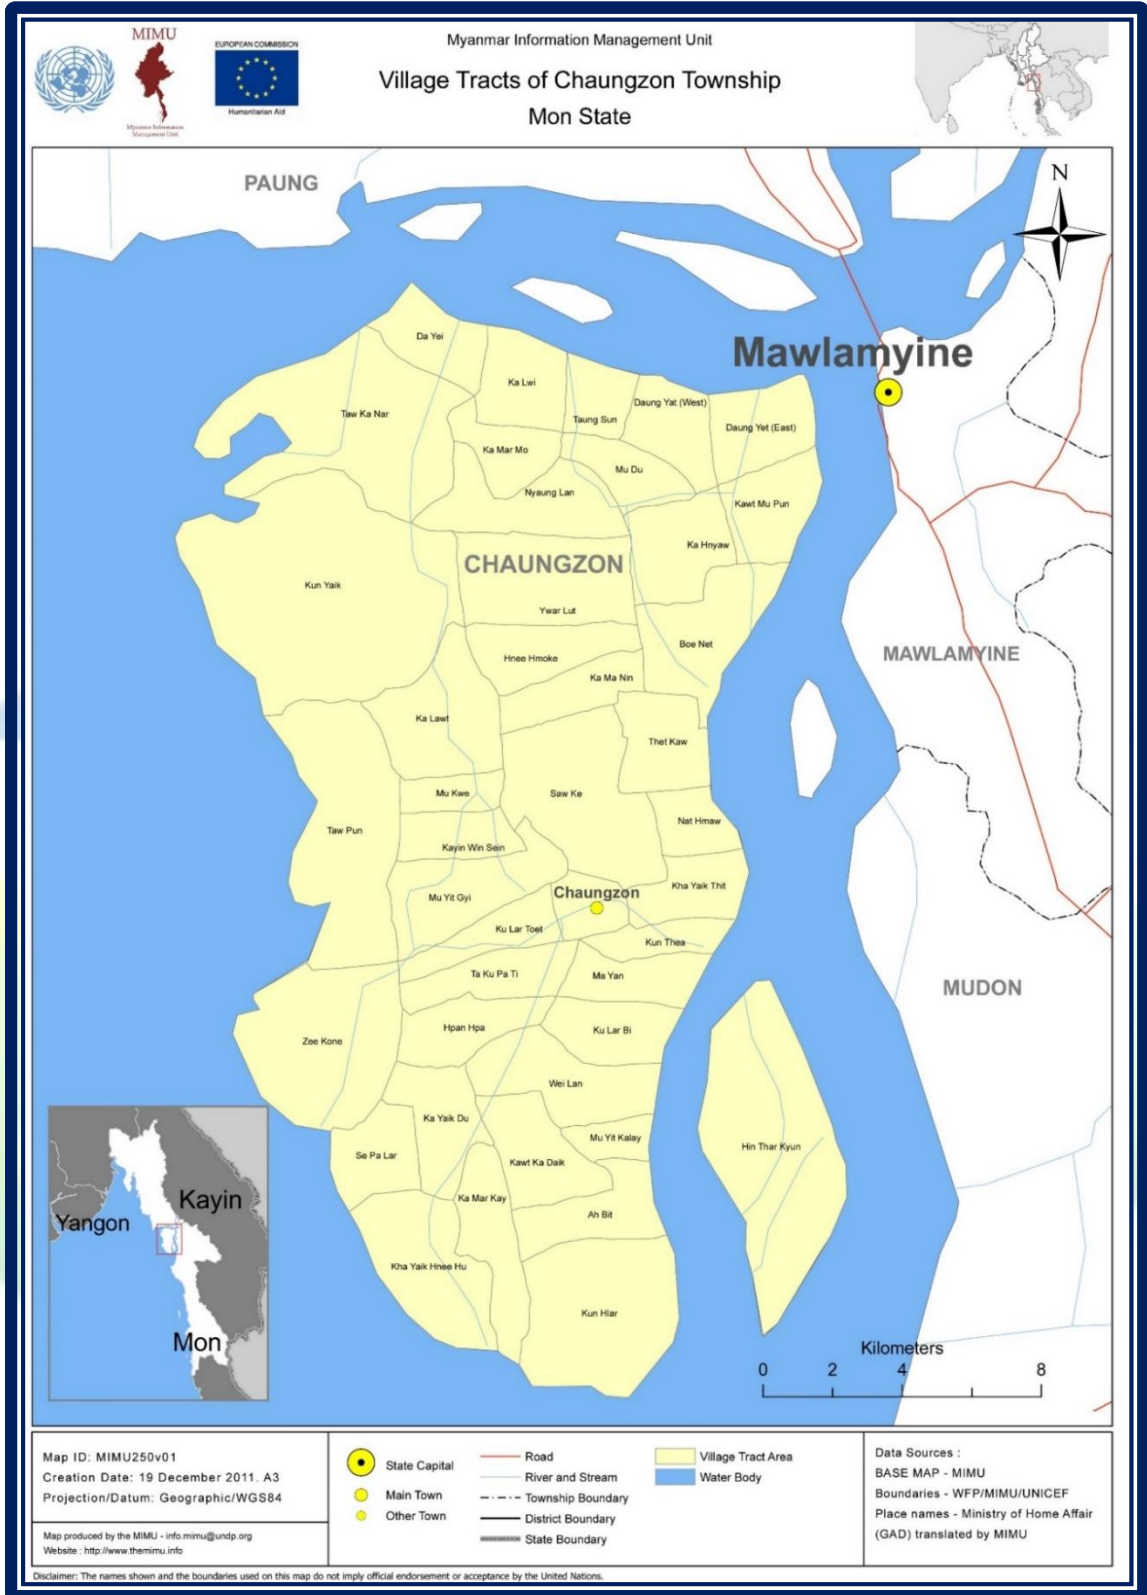 MIMU
Myanmar Information
Management Unit
EUROPEAN COMMISSION
Humanitarian Aid
Myanmar Information Management Unit
Village Tracts of Chaungzon Township
Mon State
PAUNG
N
Mawlamyine
Da Yei
Ka Lwi
Taw Ka Nar
Taung Sun
Daung Yat (West)
Daung Yet (East)
Ka Mar Mo
Mu Du
Nyaung Lan
Kawt Mu Pun
Ka Hnyaw
CHAUNGZON
Kun Yaik
Ywar Lut
Boe Net
MAWLAMYINE
Hnee Hmoke
Ka Ma Nin
Ka Lawt
Thet Kaw
Mu Kwe
Saw Ke
Taw Pun
Nat Hmaw
Kayin Win Sein
Kha Yaik Thit
Mu Yit Gyi
Chaungzon
Ku Lar Toet
Kun Thea
Ta Ku Pa Ti
Ma Yan
MUDON
Hpan Hpa
Ku Lar Bi
Zee Kone
Wei Lan
Ka Yaik Du
Mu Yit Kalay
Hin Thar Kyun
Se Pa Lar
Kawt Ka Daik
Ka Mar Kay
Ah Bit
Kha Yaik Hnee Hu
Kun Hlar
Kayin
Yangon
Mon
Kilometers
0 2 4 8
Map ID: MIMU250v01
Creation Date: 19 December 2011. A3
Projection/Datum: Geographic/WGS84
Map produced by the MIMU - info.mimu@undp.org
Website : http://www.themimu.info
State Capital
Main Town
Other Town
Road
River and Stream
Township Boundary
District Boundary
State Boundary
Village Tract Area
Water Body
Data Sources :
BASE MAP - MIMU
Boundaries - WFP/MIMU/UNICEF
Place names - Ministry of Home Affair
(GAD) translated by MIMU
Disclaimer: The names shown and the boundaries used on this map do not imply official endorsement or acceptance by the United Nations.